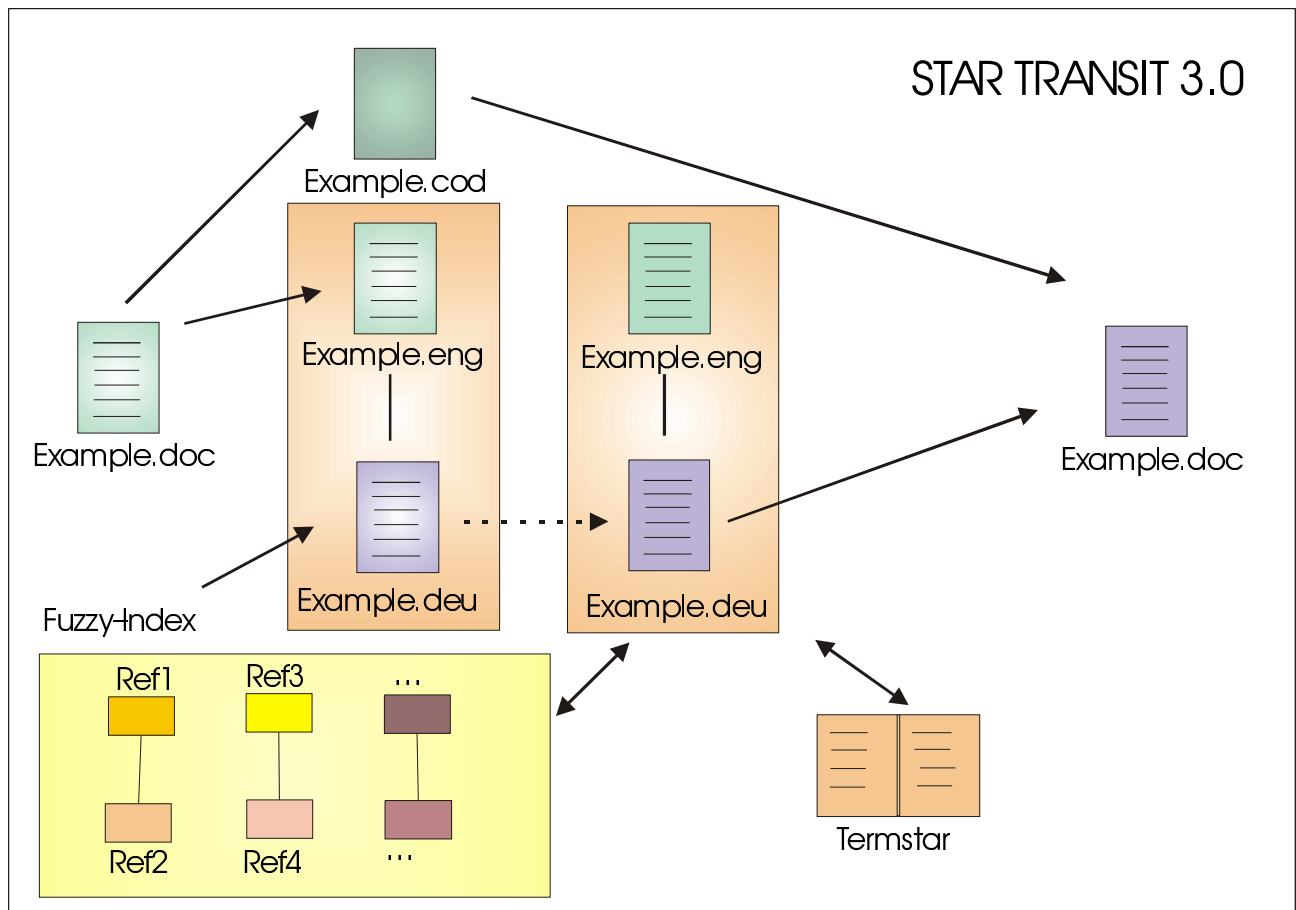 STAR TRANSIT 3.0
Example.cod
Example.eng
Example.eng
Example.doc
Example.doc
Example.deu
Example.deu
Fuzzy-Index
Ref1
Ref3
...
Ref2
Ref4
...
Termstar